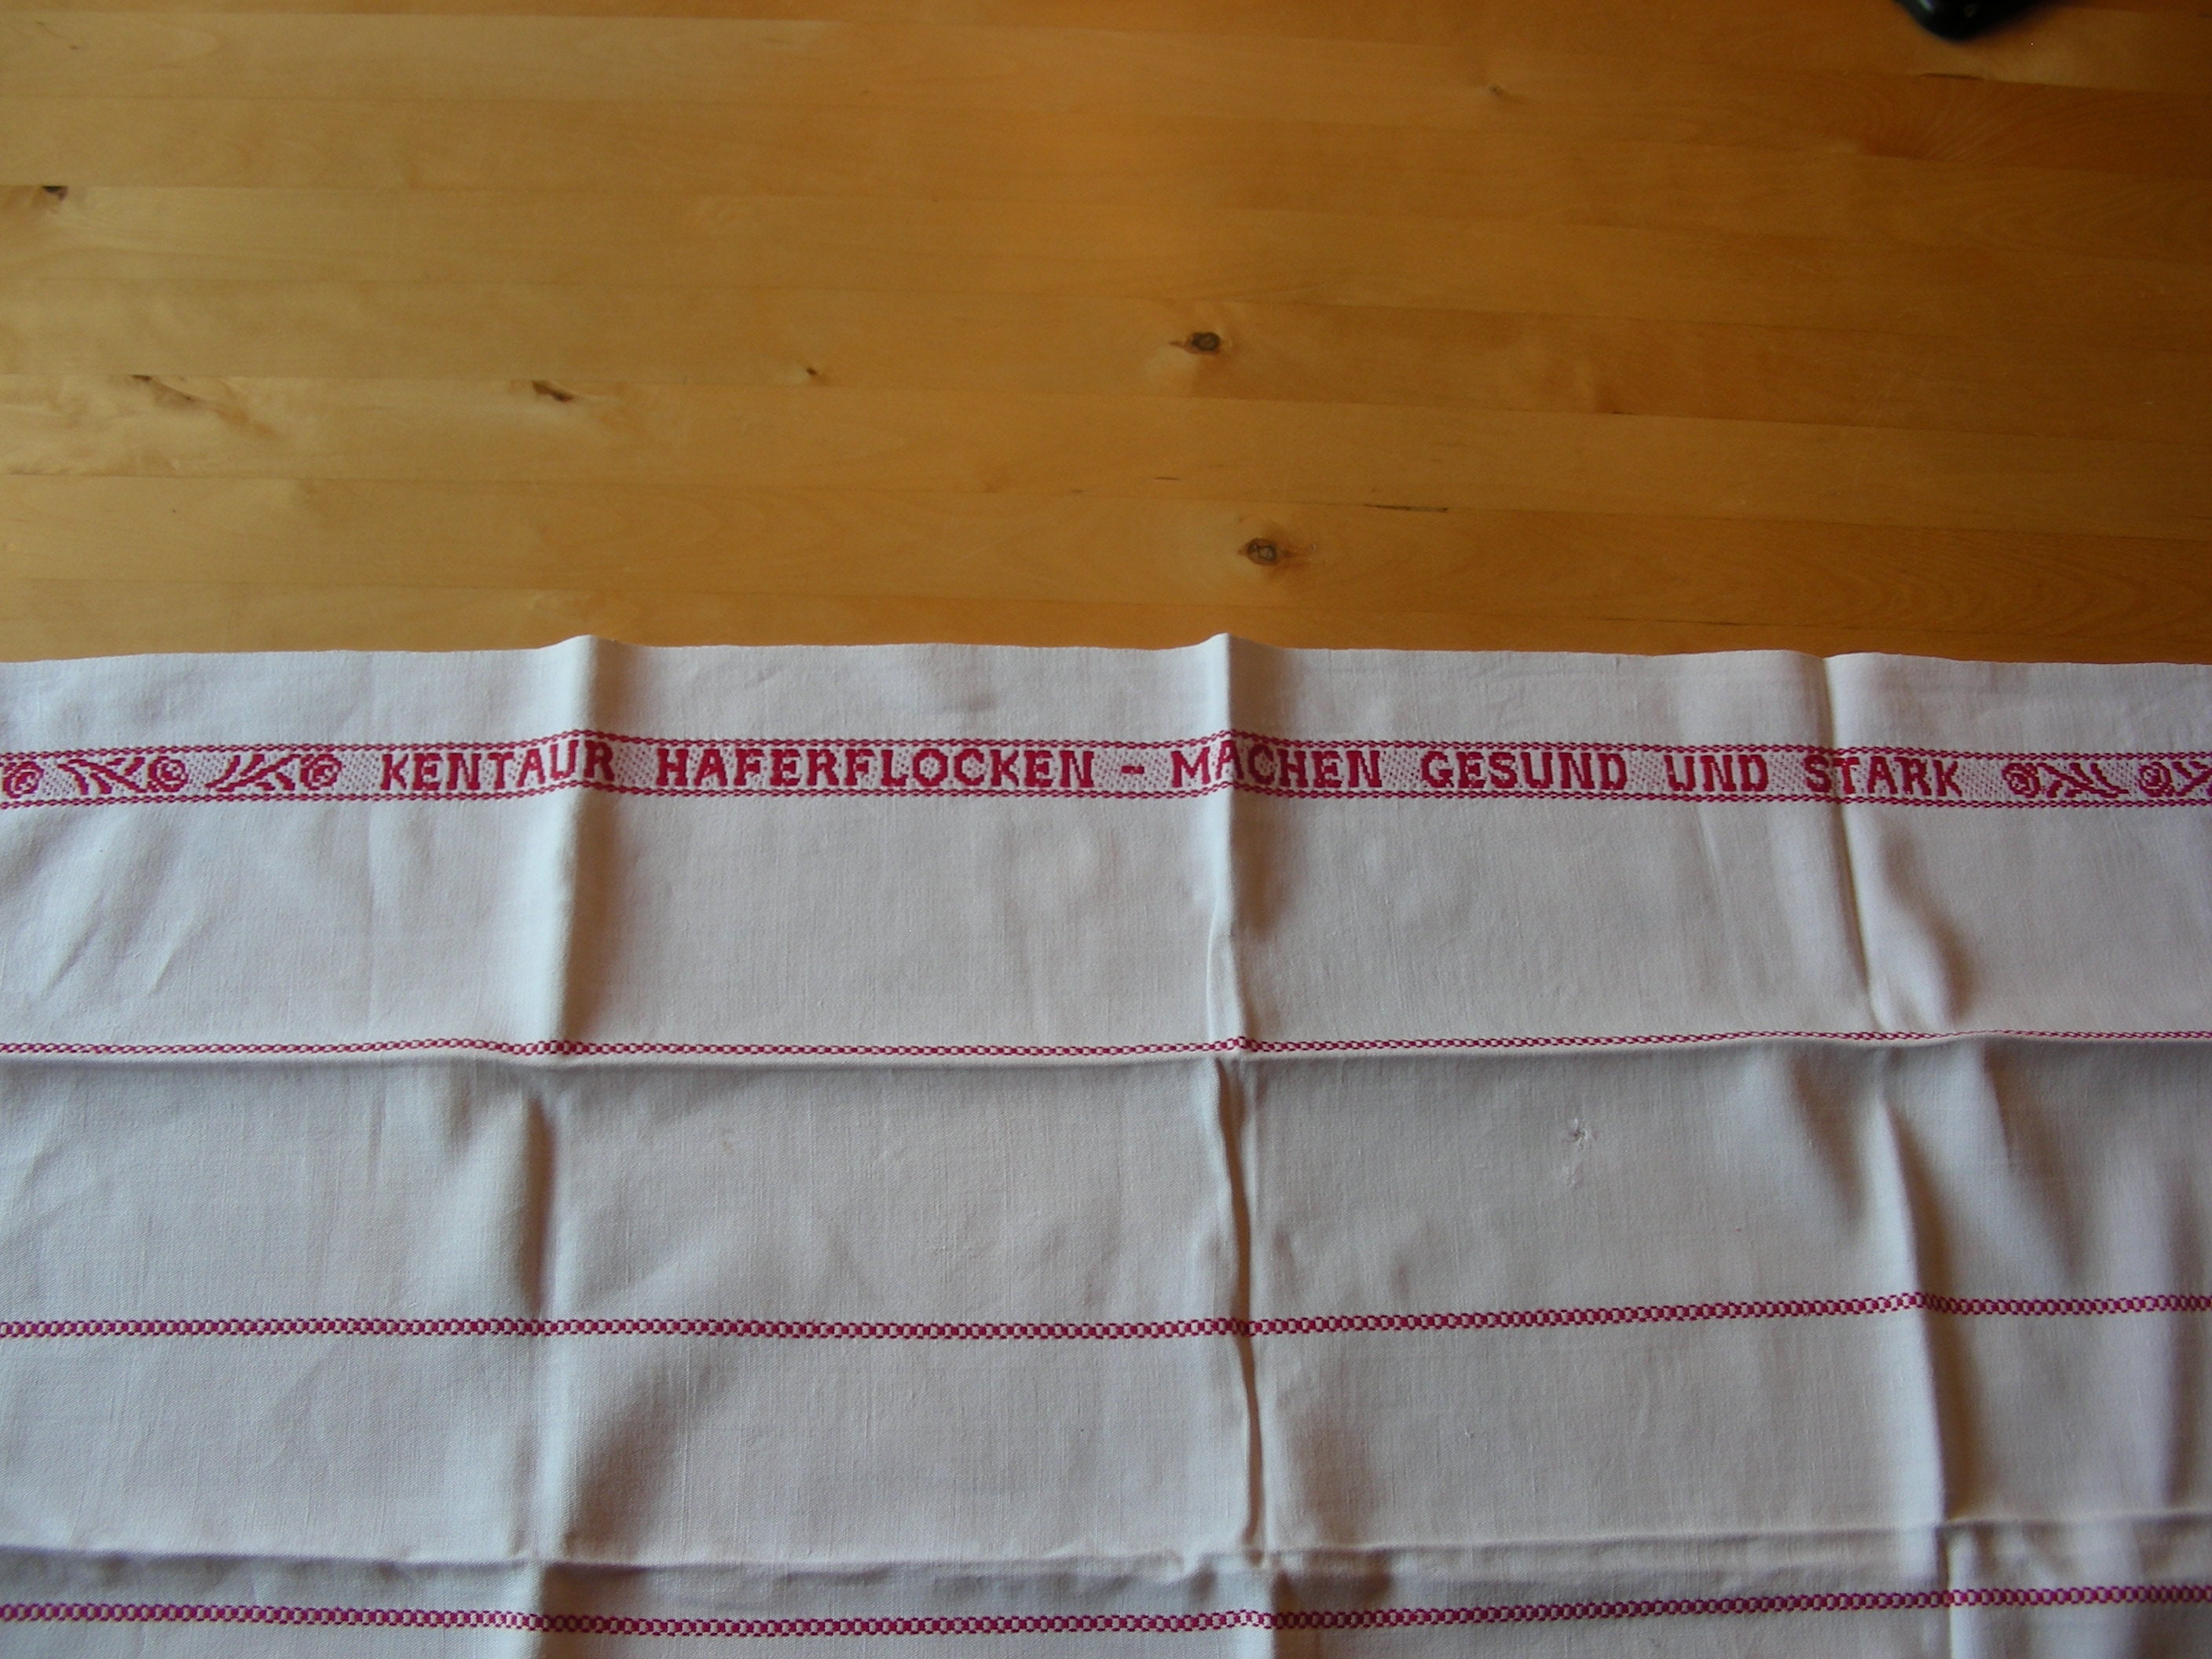 KENTAUR HAFERFLOCKEN - MACHEN GESUND UND STARK